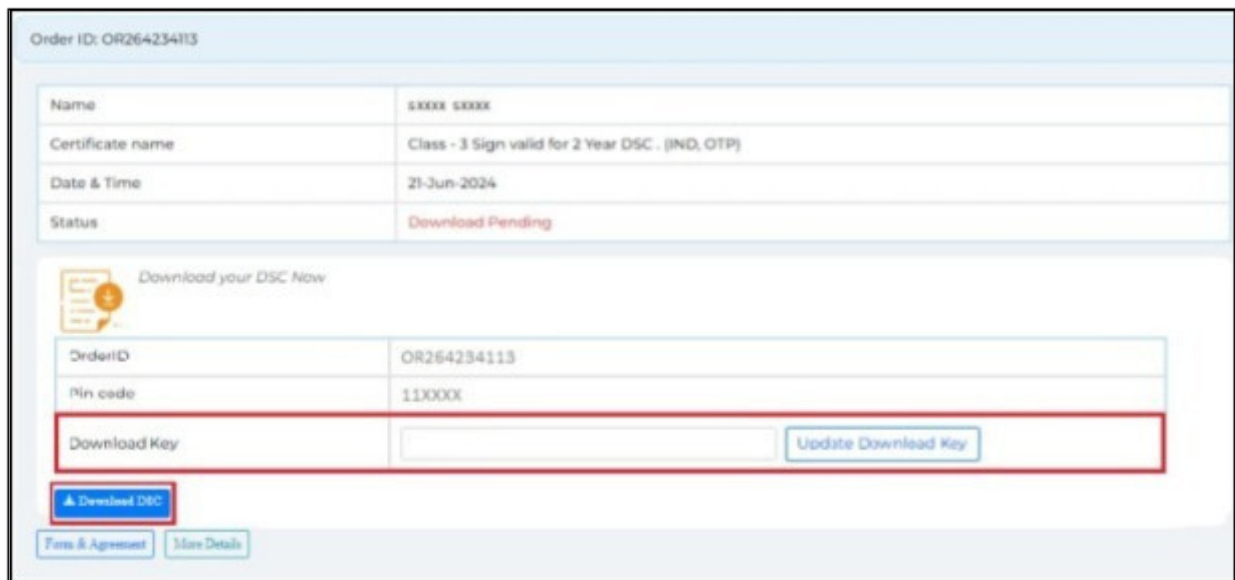 Order ID: OR264234113
Name sxxxx sxxxx
Certificate name Class - 3 Sign valid for 2 Year DSC . (IND, OTP)
Date & Time 21-Jun-2024
Status Download Pending
Download your DSC Now
OrderID OR264234113
Pin code 11XXXX
Download Key Update Download Key
Download DSC
Form & Agreement More Details